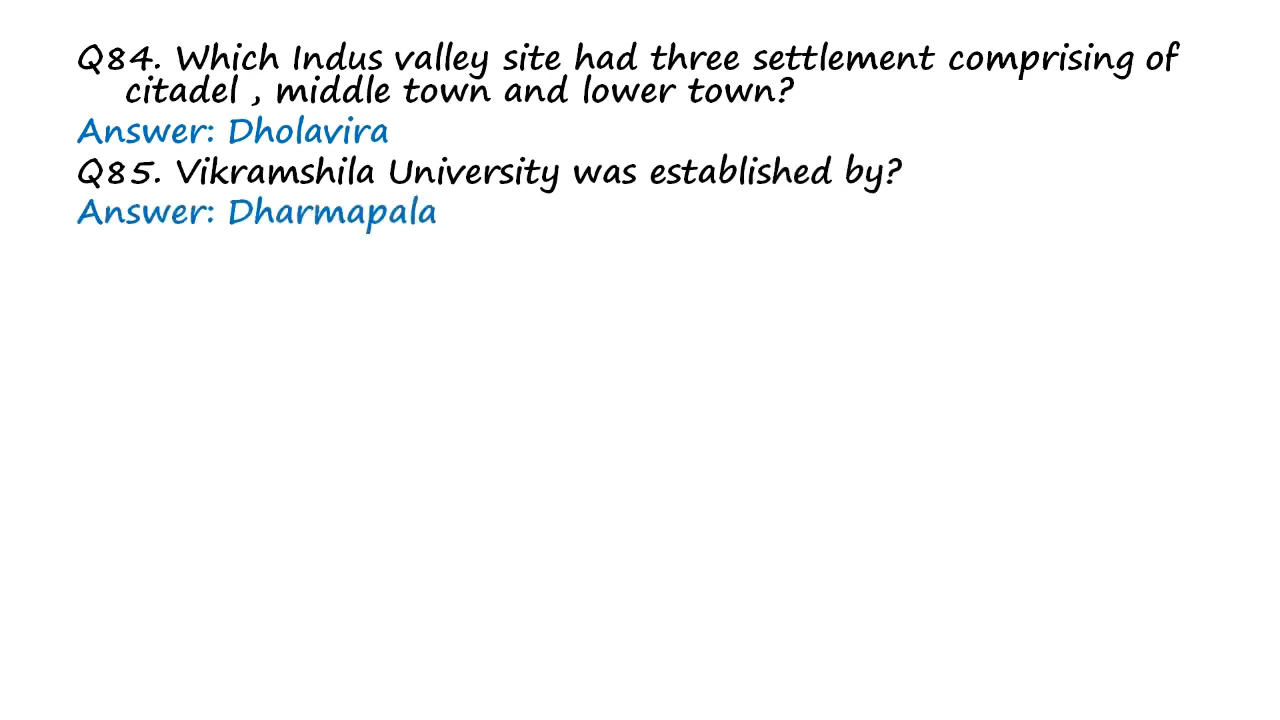 Q84. Which Indus valley site had three settlement comprising of
citadel , middle town and lower town?
Answer: Dholavira
Q85. Vikramshila University was established by?
Answer: Dharmapala